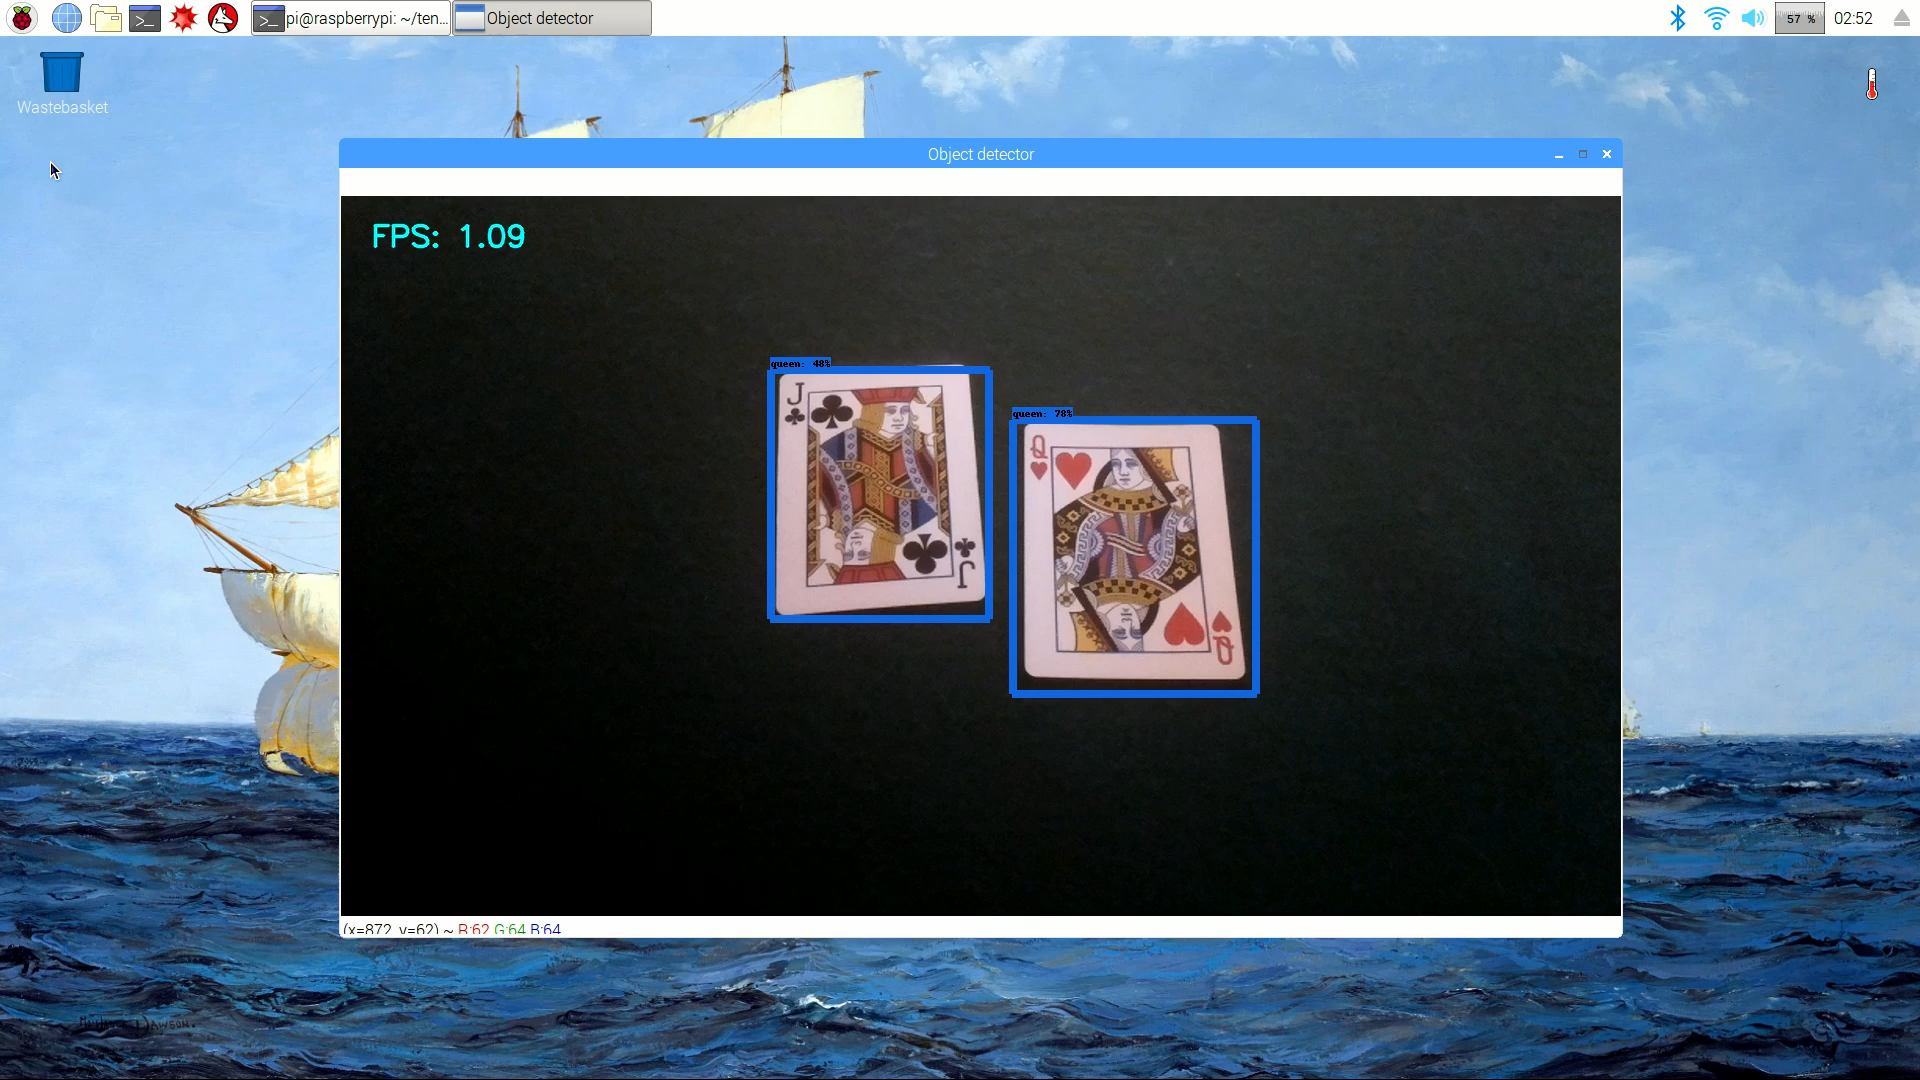 pi@raspberrypi: ~/ten...
Object detector
57 %
02:52
Wastebasket
Object detector
FPS: 1.09
queen: 48%
queen: 78%
J
J
Q
Q
(x=872, y=62) ~ R:62 G:64 B:64